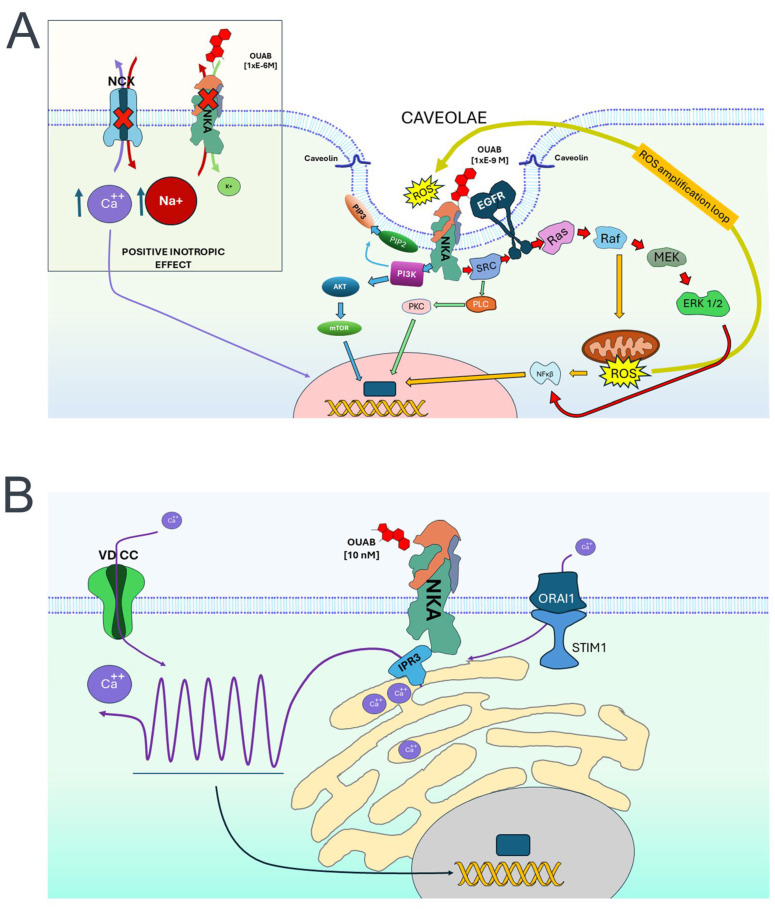 A
NCX
OUAB
[1xE-6M]
NKA
Ca++
Na+
K+
POSITIVE INOTROPIC
EFFECT
CAVEOLAE
Caveolin
Caveolin
OUAB
[1xE-9 M]
ROS
EGFR
ROS amplification loop
PIP3
PIP2
NKA
PI3K
SRC
Ras
Raf
MEK
ERK 1/2
AKT
PKC
PLC
mTOR
NFκβ
ROS
B
VD CC
Ca++
OUAB
[10 nM]
NKA
Ca++
ORAI1
STIM1
IPR3
Ca++
Ca++
Ca++
Ca++